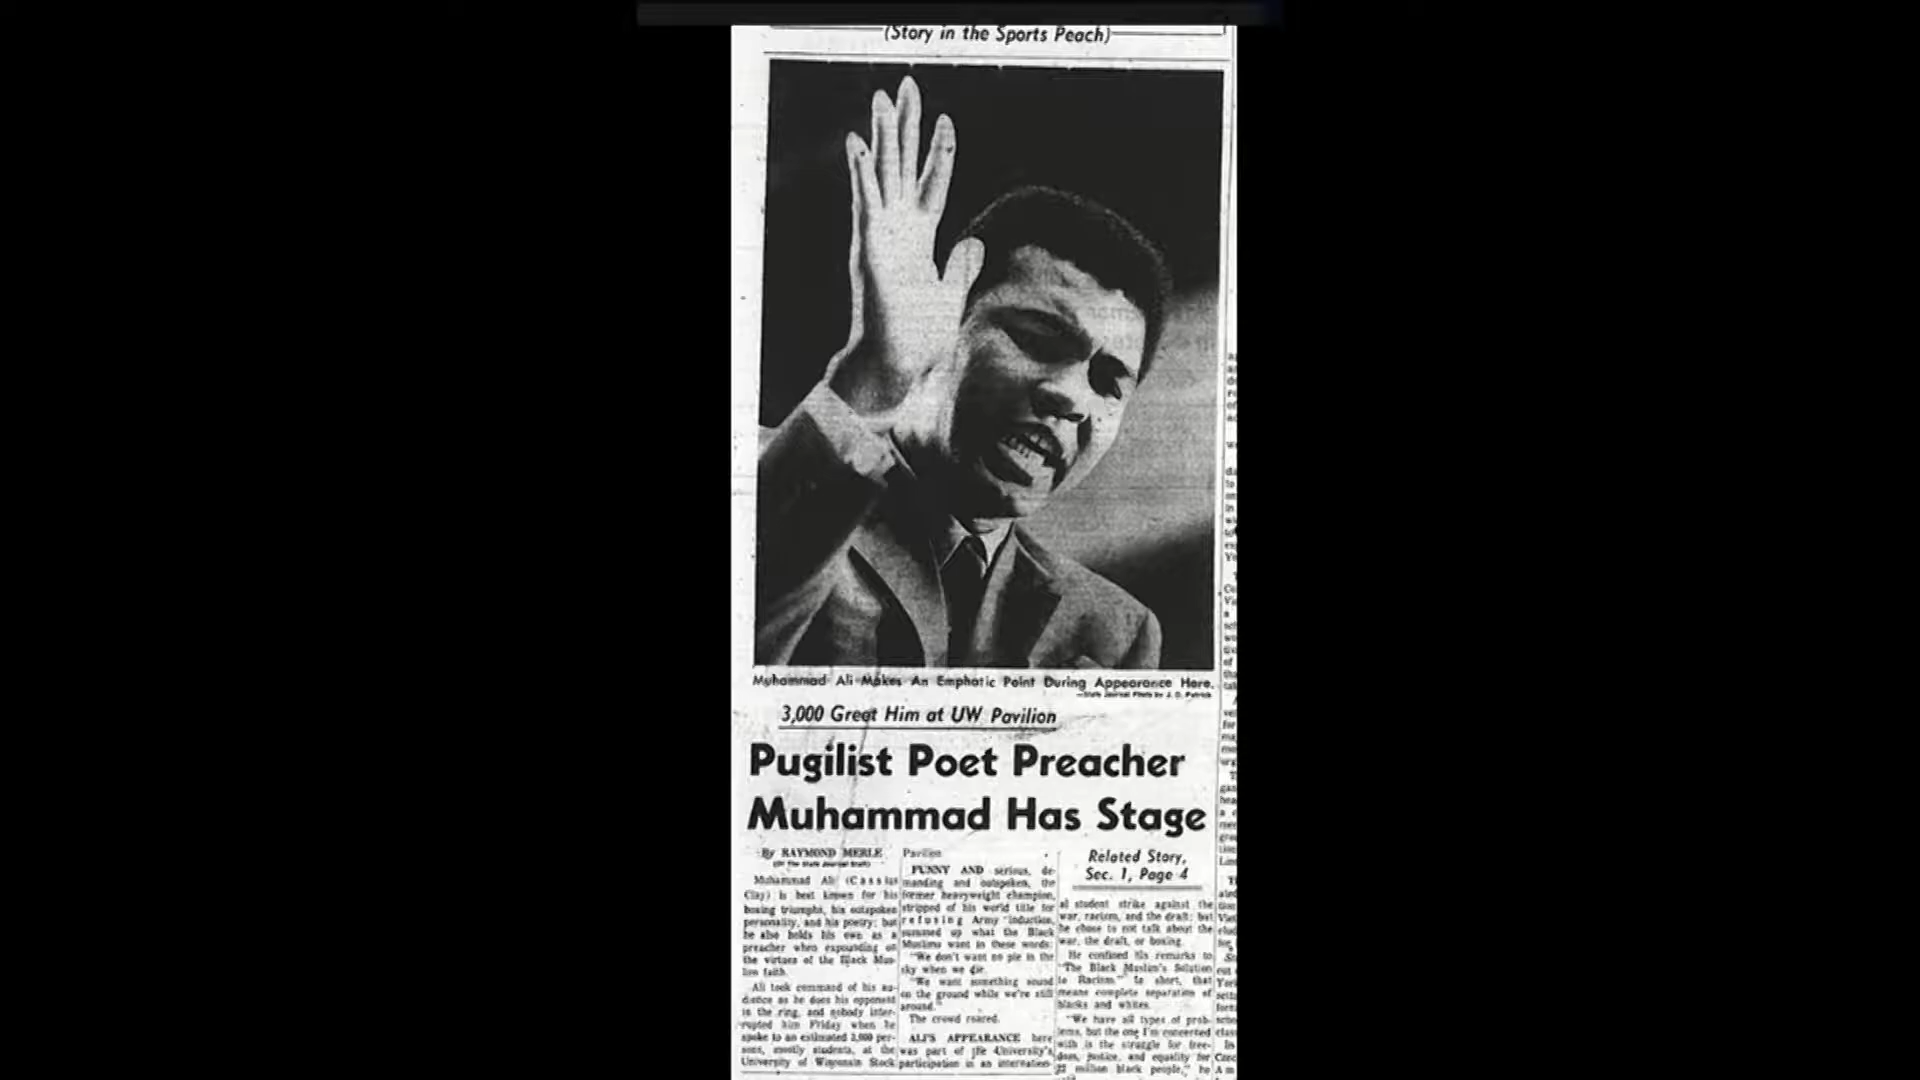 (Story in the Sports Peach)
Muhammad Ali Makes An Emphatic Point During Appearance Here.
—State Journal Photo by J. D. Patrick
3,000 Greet Him at UW Pavilion
Pugilist Poet Preacher
Muhammad Has Stage
By RAYMOND MERLE
(Of The State Journal Staff)
Muhammad Ali (Cassius
Clay) is best known for his
boxing triumphs, his outspoken
personality, and his poetry; but
he also holds his own as a
preacher when expounding on
the virtues of the Black Mus-
lim faith.
Ali took command of his au-
dience as he does his opponent
in the ring, and nobody inter-
rupted him Friday when he
spoke to an estimated 3,000 per-
sons, mostly students, at the
University of Wisconsin Stock
Pavilion
FUNNY AND serious, de-
manding and outspoken, the
former heavyweight champion,
stripped of his world title for
refusing Army induction,
summed up what the Black
Muslims want in these words:
"We don't want no pie in the
sky when we die.
"We want something sound
on the ground while we're still
around."
The crowd roared.
ALI'S APPEARANCE here
was part of the University's
participation in an internation-
Related Story,
Sec. 1, Page 4
al student strike against the
war, racism, and the draft; but
he chose to not talk about the
war, the draft, or boxing.
He confined his remarks to
"The Black Muslim's Solution
to Racism." In short, that
means complete separation of
blacks and whites.
"We have all types of prob-
lems, but the one I'm concerned
with is the struggle for free-
dom, justice, and equality for
22 million black people," he